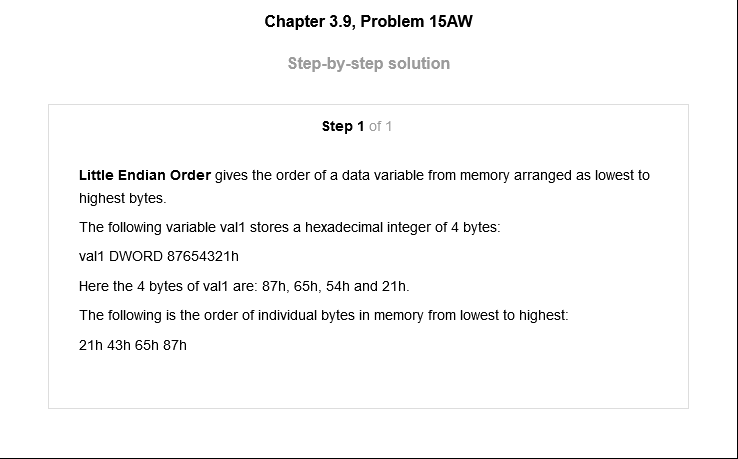 Chapter 3.9, Problem 15AW
Step-by-step solution
Step 1 of 1
Little Endian Order gives the order of a data variable from memory arranged as lowest to
highest bytes.
The following variable val1 stores a hexadecimal integer of 4 bytes:
val1 DWORD 87654321h
Here the 4 bytes of val1 are: 87h, 65h, 54h and 21h.
The following is the order of individual bytes in memory from lowest to highest:
21h 43h 65h 87h